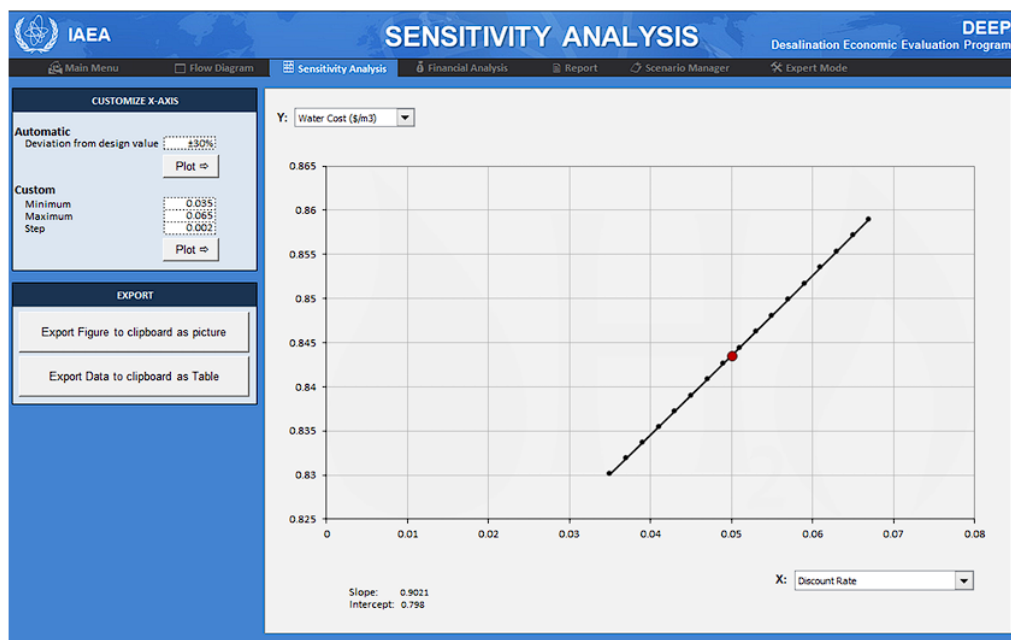 IAEA
SENSITIVITY ANALYSIS
DEEP
Desalination Economic Evaluation Program
Main Menu
Flow Diagram
Sensitivity Analysis
Financial Analysis
Report
Scenario Manager
Expert Mode
CUSTOMIZE X-AXIS
Automatic
Deviation from design value ±30%
Plot ⇨
Custom
Minimum 0.035
Maximum 0.065
Step 0.002
Plot ⇨
EXPORT
Export Figure to clipboard as picture
Export Data to clipboard as Table
Y: Water Cost ($/m3)
0.865
0.86
0.855
0.85
0.845
0.84
0.835
0.83
0.825
0 0.01 0.02 0.03 0.04 0.05 0.06 0.07 0.08
X: Discount Rate
Slope: 0.9021
Intercept: 0.798